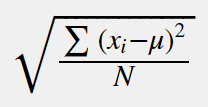 √(∑ (xᵢ–μ)² / N)